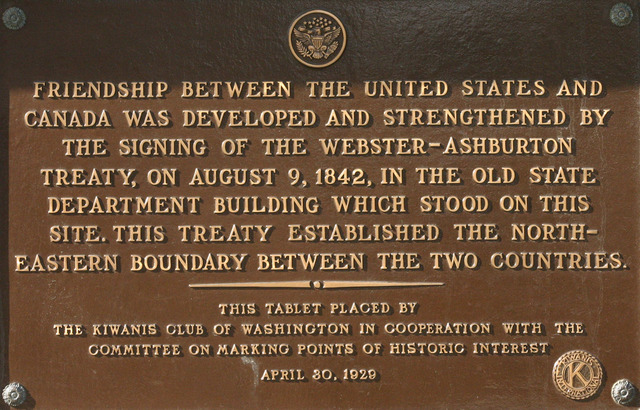 FRIENDSHIP BETWEEN THE UNITED STATES AND
CANADA WAS DEVELOPED AND STRENGTHENED BY
THE SIGNING OF THE WEBSTER-ASHBURTON
TREATY, ON AUGUST 9, 1842, IN THE OLD STATE
DEPARTMENT BUILDING WHICH STOOD ON THIS
SITE. THIS TREATY ESTABLISHED THE NORTH-
EASTERN BOUNDARY BETWEEN THE TWO COUNTRIES.
THIS TABLET PLACED BY
THE KIWANIS CLUB OF WASHINGTON IN COOPERATION WITH THE
COMMITTEE ON MARKING POINTS OF HISTORIC INTEREST
APRIL 30, 1929
KIWANIS
K
INTERNATIONAL